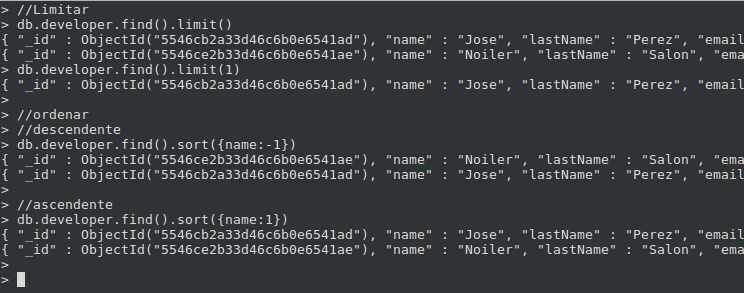 > //Limitar
> db.developer.find().limit()
{ "_id" : ObjectId("5546cb2a33d46c6b0e6541ad"), "name" : "Jose", "lastName" : "Perez", "email
{ "_id" : ObjectId("5546ce2b33d46c6b0e6541ae"), "name" : "Noiler", "lastName" : "Salon", "ema
> db.developer.find().limit(1)
{ "_id" : ObjectId("5546cb2a33d46c6b0e6541ad"), "name" : "Jose", "lastName" : "Perez", "email
>
> //ordenar
> //descendente
> db.developer.find().sort({name:-1})
{ "_id" : ObjectId("5546ce2b33d46c6b0e6541ae"), "name" : "Noiler", "lastName" : "Salon", "ema
{ "_id" : ObjectId("5546cb2a33d46c6b0e6541ad"), "name" : "Jose", "lastName" : "Perez", "email
>
> //ascendente
> db.developer.find().sort({name:1})
{ "_id" : ObjectId("5546cb2a33d46c6b0e6541ad"), "name" : "Jose", "lastName" : "Perez", "email
{ "_id" : ObjectId("5546ce2b33d46c6b0e6541ae"), "name" : "Noiler", "lastName" : "Salon", "ema
>
>